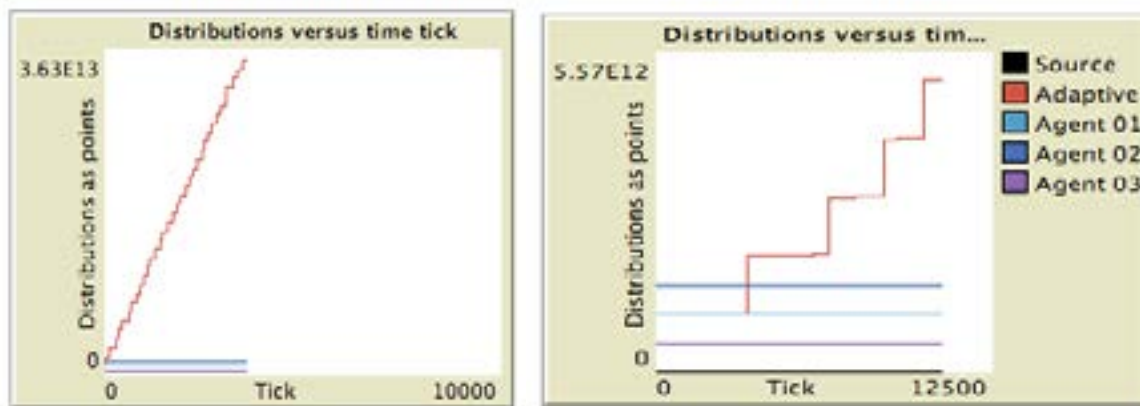 Distributions versus time tick
3.63E13
Distributions as points
0
0
Tick
10000
Distributions versus tim...
5.57E12
Distributions as points
0
0
Tick
12500
Source
Adaptive
Agent 01
Agent 02
Agent 03